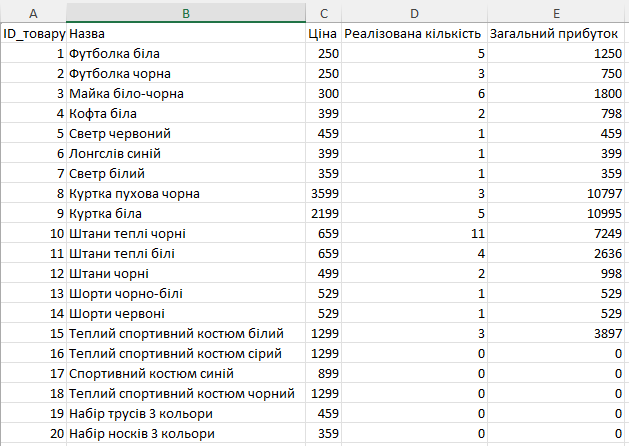 A B C D E
ID_товару Назва Ціна Реалізована кількість Загальний прибуток
1 Футболка біла 250 5 1250
2 Футболка чорна 250 3 750
3 Майка біло-чорна 300 6 1800
4 Кофта біла 399 2 798
5 Светр червоний 459 1 459
6 Лонгслів синій 399 1 399
7 Светр білий 359 1 359
8 Куртка пухова чорна 3599 3 10797
9 Куртка біла 2199 5 10995
10 Штани теплі чорні 659 11 7249
11 Штани теплі білі 659 4 2636
12 Штани чорні 499 2 998
13 Шорти чорно-білі 529 1 529
14 Шорти червоні 529 1 529
15 Теплий спортивний костюм білий 1299 3 3897
16 Теплий спортивний костюм сірий 1299 0 0
17 Спортивний костюм синій 899 0 0
18 Теплий спортивний костюм чорний 1299 0 0
19 Набір трусів 3 кольори 459 0 0
20 Набір носків 3 кольори 359 0 0